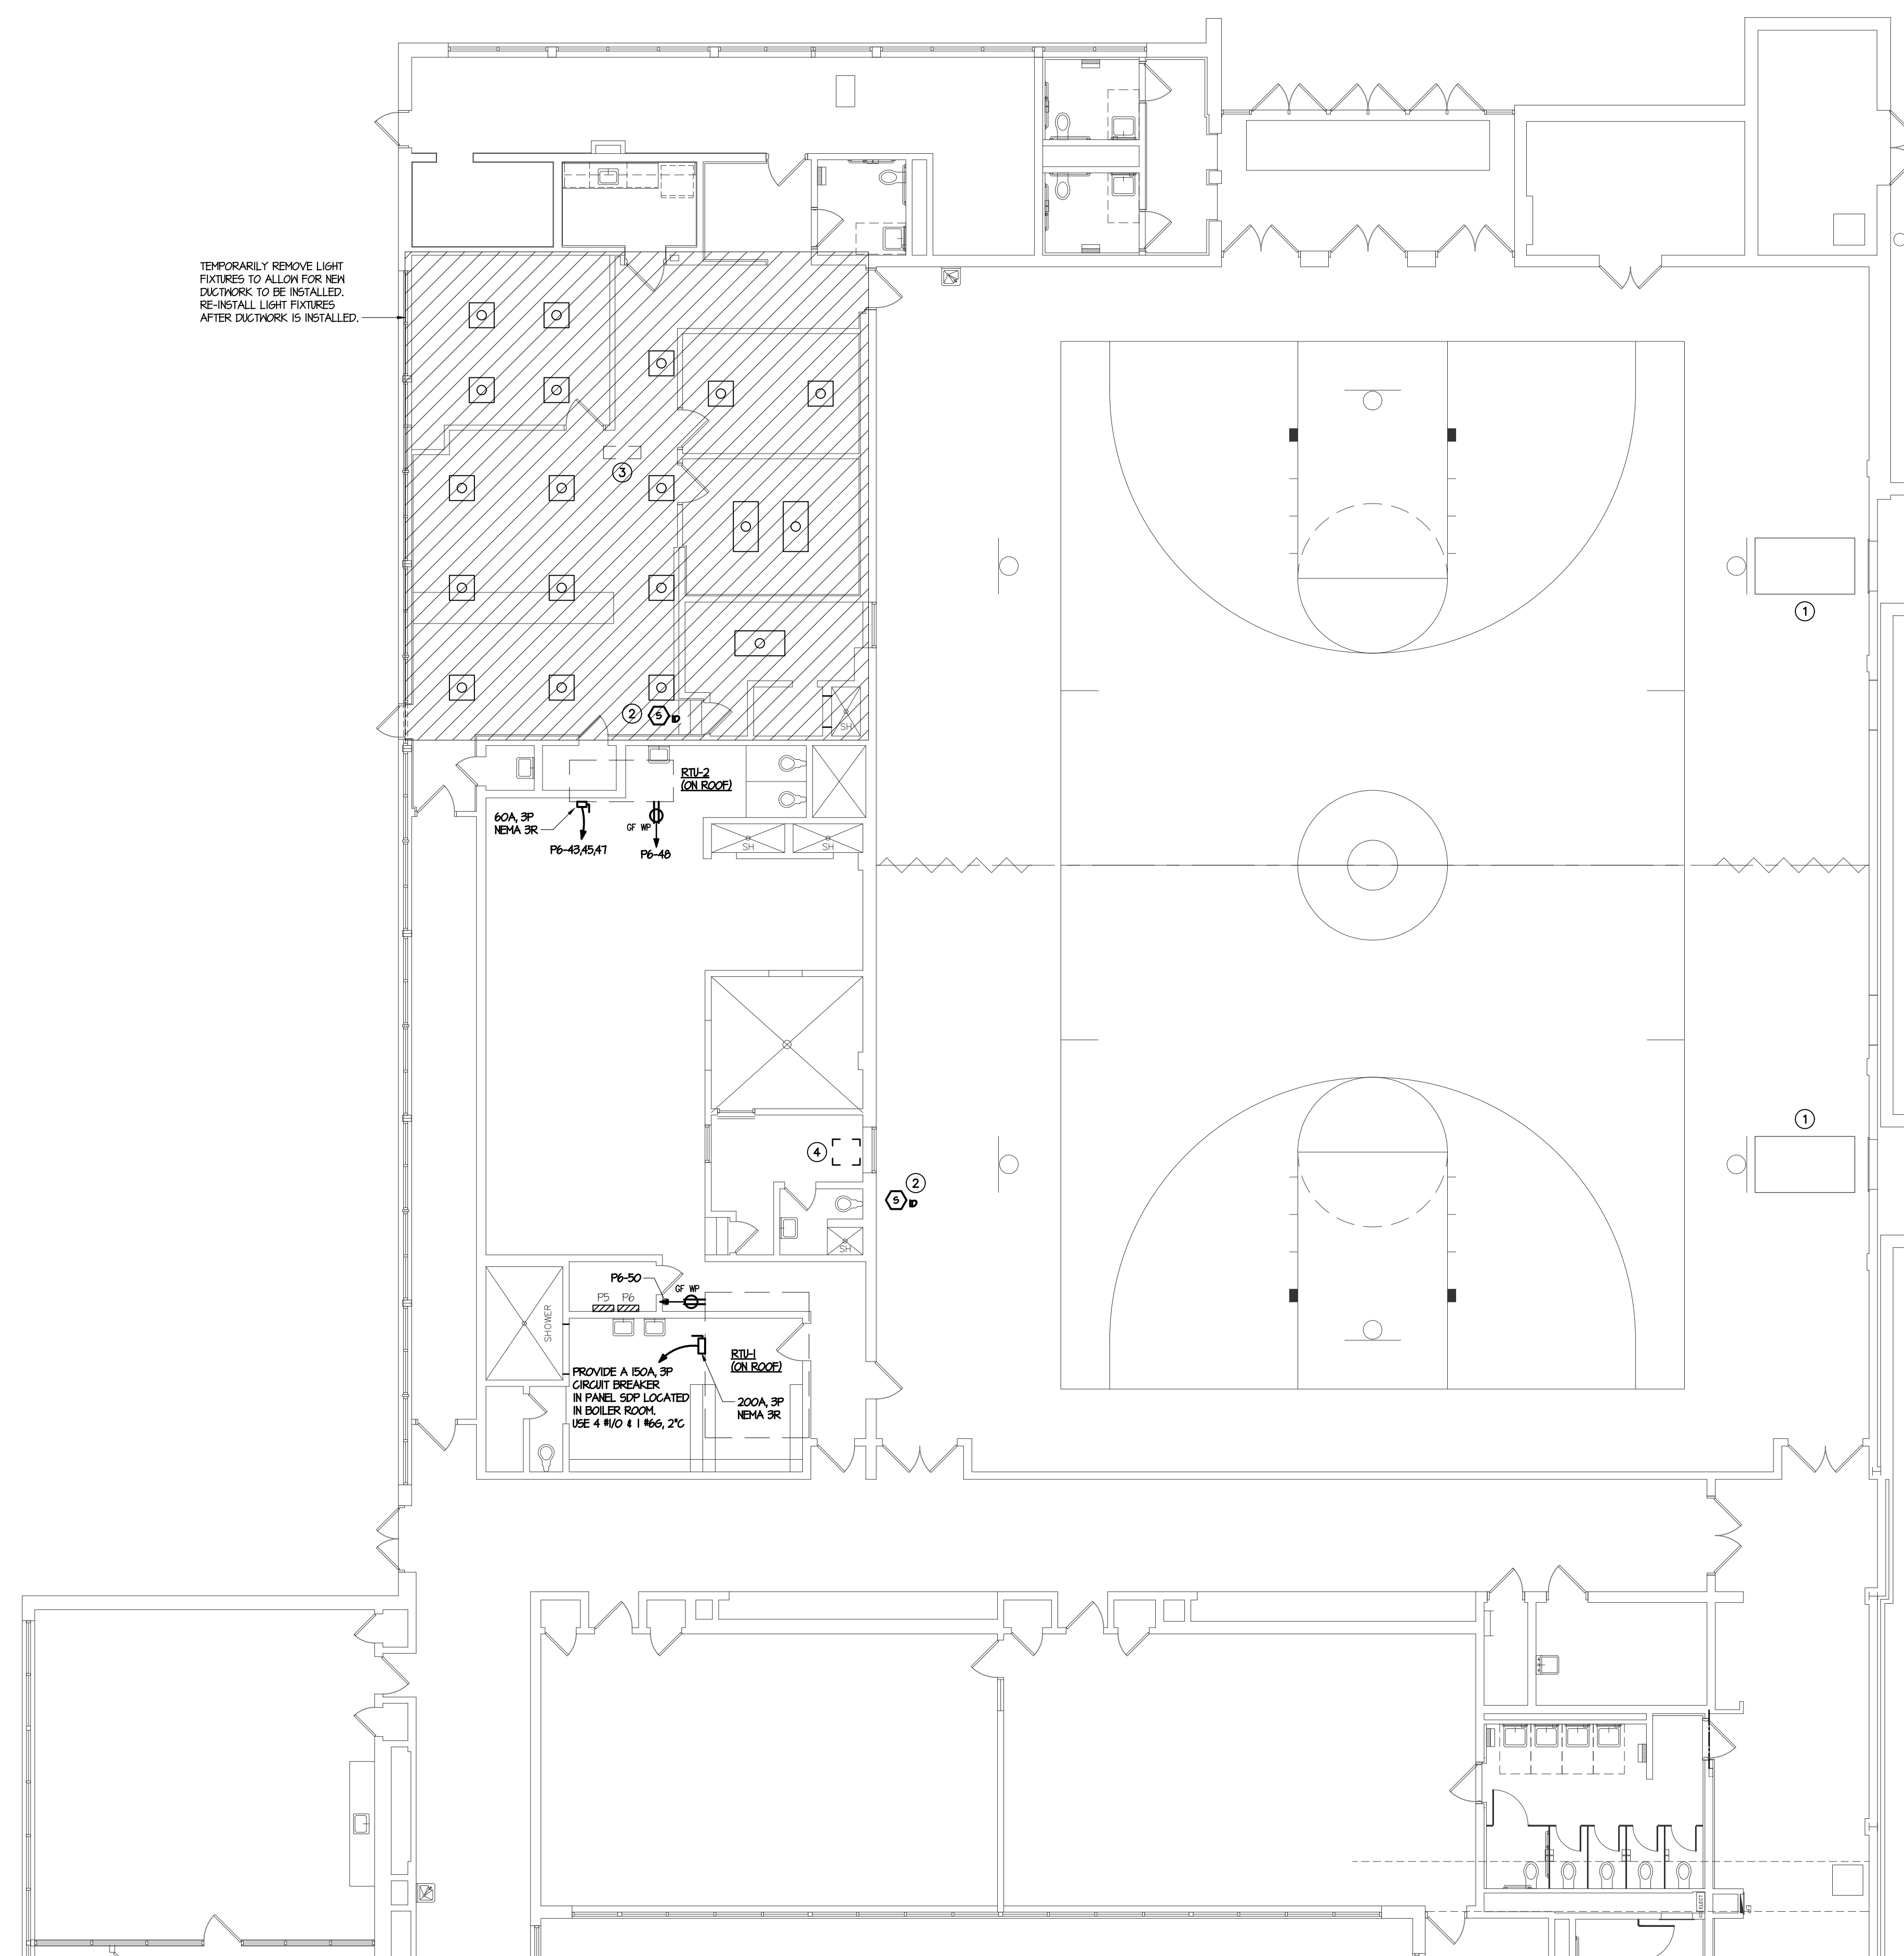 TEMPORARILY REMOVE LIGHT
FIXTURES TO ALLOW FOR NEW
DUCTWORK TO BE INSTALLED.
RE-INSTALL LIGHT FIXTURES
AFTER DUCTWORK IS INSTALLED.
3
1
2
S
SH
RTU-2
(ON ROOF)
60A, 3P
NEMA 3R
GF WP
P6-43,45,47
P6-48
SH
SH
1
4
2
S
SH
P6-50
GF WP
P5
P6
SHOWER
RTU-1
(ON ROOF)
PROVIDE A 150A, 3P
CIRCUIT BREAKER
IN PANEL SDP LOCATED
IN BOILER ROOM.
USE 4 #1/0 & 1 #6G, 2"C
200A, 3P
NEMA 3R
ELECT